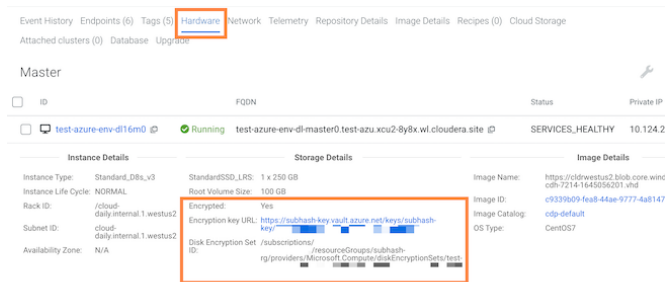 Event History Endpoints (6) Tags (5) Hardware Network Telemetry Repository Details Image Details Recipes (0) Cloud Storage
Attached clusters (0) Database Upgrade
Master
ID FQDN Status Private IP
test-azure-env-dl16m0 Running test-azure-env-dl-master0.test-azu.xcu2-8y8x.wl.cloudera.site SERVICES_HEALTHY 10.124.2
Instance Details Storage Details Image Details
Instance Type: Standard_D8s_v3 StandardSSD_LRS: 1 x 250 GB Image Name: https://cldrwestus2.blob.core.wind
Instance Life Cycle: NORMAL Root Volume Size: 100 GB cdh-7214-1645056201.vhd
Rack ID: /cloud- Encrypted: Yes Image ID: c9339b09-fea8-44ae-9777-4a8147
daily.internal.1.westus2 Encryption key URL: https://subhash-key.vault.azure.net/keys/subhash- Image Catalog: cdp-default
Subnet ID: cloud- key/ OS Type: CentOS7
daily.internal.1.westus2 Disk Encryption Set /subscriptions/
Availability Zone: N/A ID: /resourceGroups/subhash-
rg/providers/Microsoft.Compute/diskEncryptionSets/test-